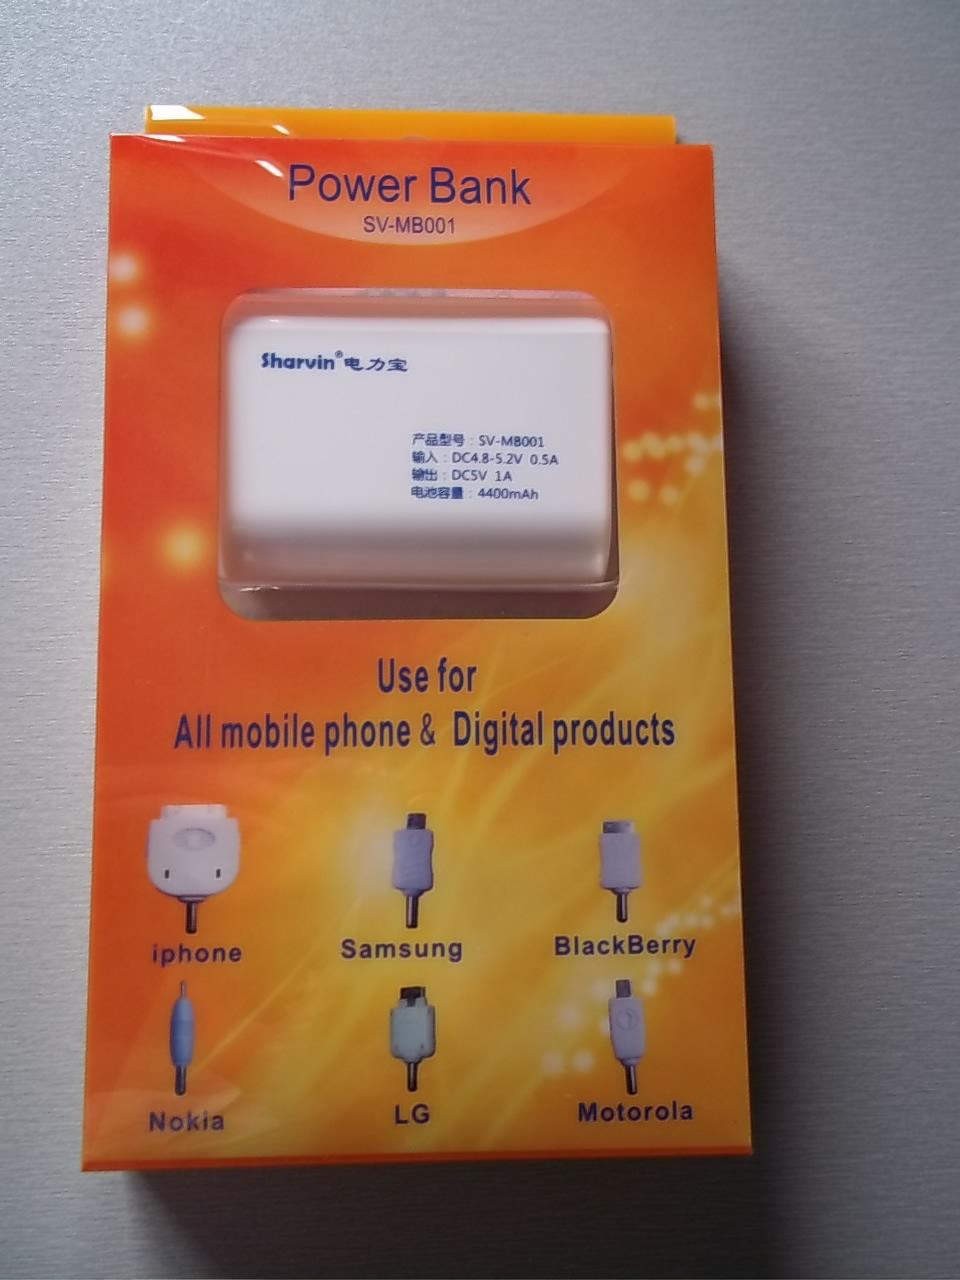 Power Bank
SV-MB001
Sharvin®电力宝
产品型号：SV-MB001
输入：DC4.8-5.2V 0.5A
输出：DC5V 1A
电池容量：4400mAh
Use for
All mobile phone & Digital products
iphone
Samsung
BlackBerry
Nokia
LG
Motorola